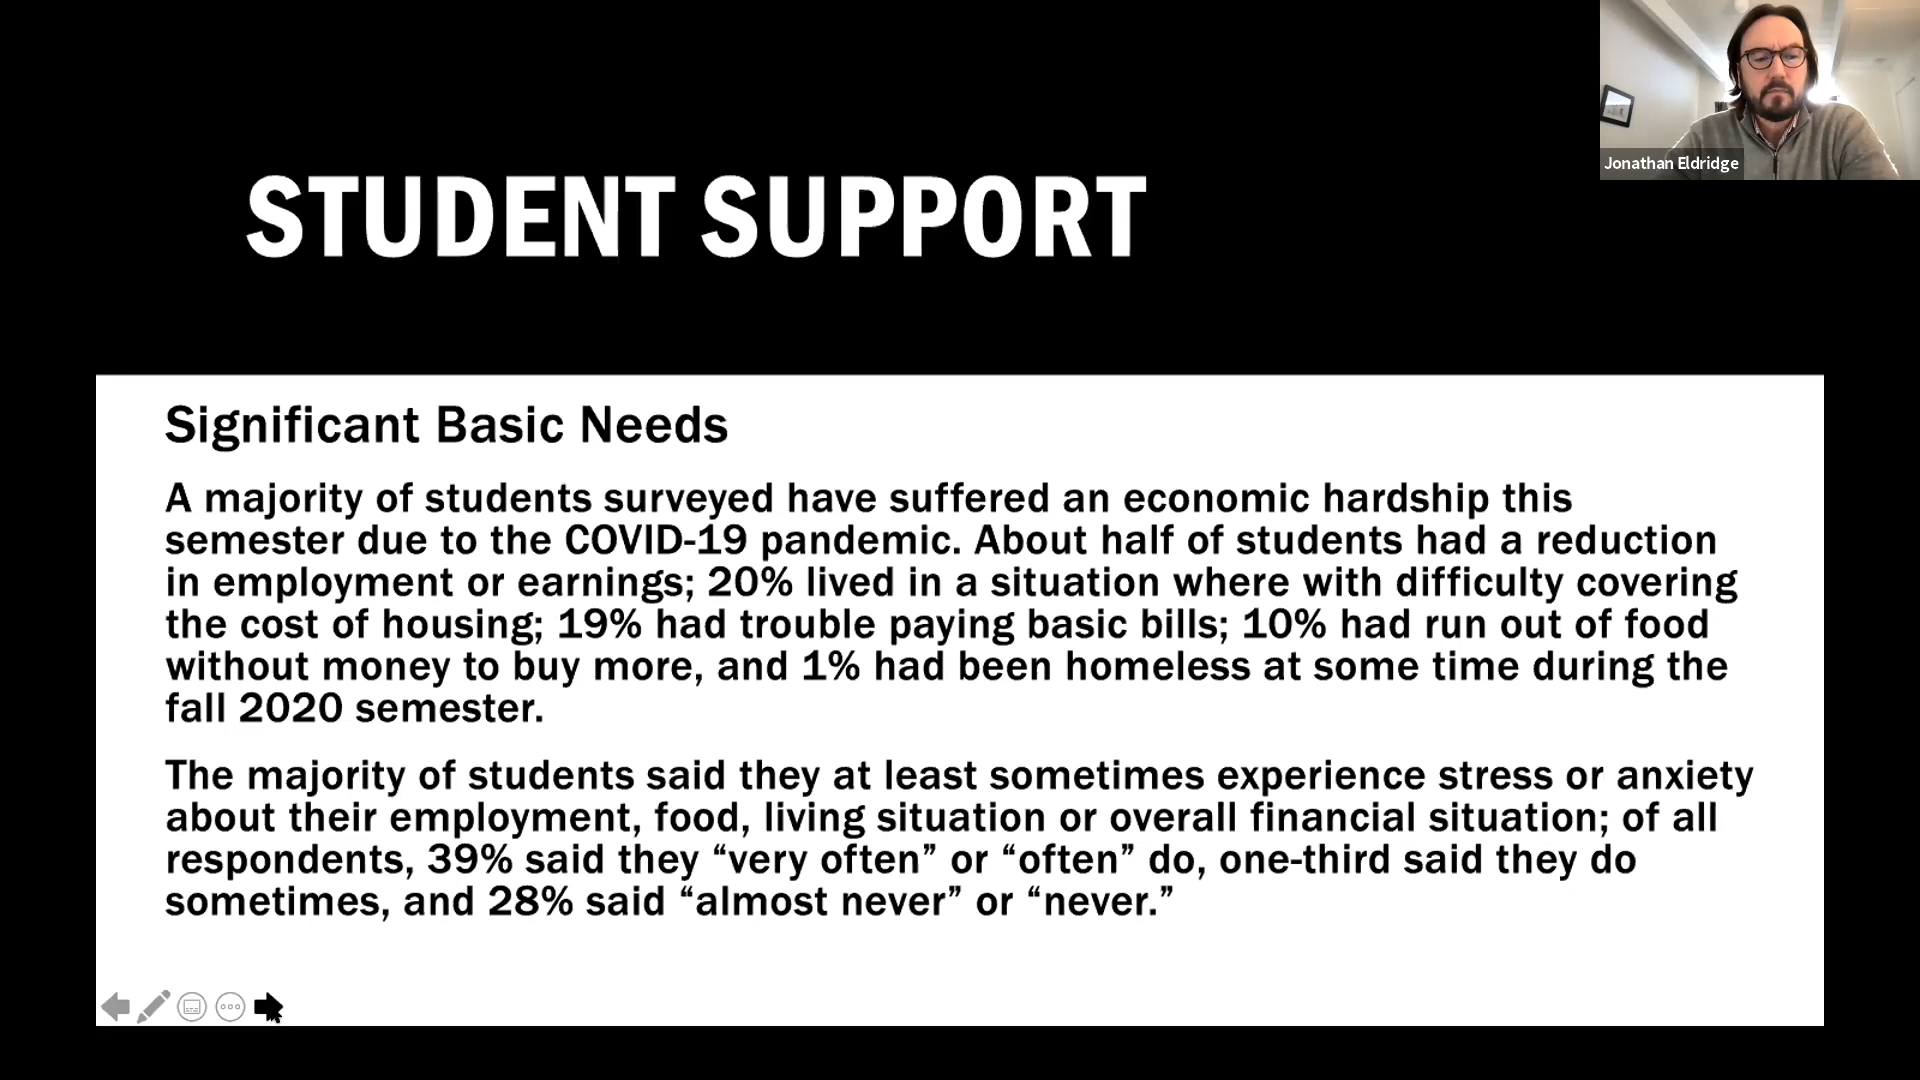 Jonathan Eldridge
STUDENT SUPPORT
Significant Basic Needs
A majority of students surveyed have suffered an economic hardship this
semester due to the COVID-19 pandemic. About half of students had a reduction
in employment or earnings; 20% lived in a situation where with difficulty covering
the cost of housing; 19% had trouble paying basic bills; 10% had run out of food
without money to buy more, and 1% had been homeless at some time during the
fall 2020 semester.
The majority of students said they at least sometimes experience stress or anxiety
about their employment, food, living situation or overall financial situation; of all
respondents, 39% said they “very often” or “often” do, one-third said they do
sometimes, and 28% said “almost never” or “never.”